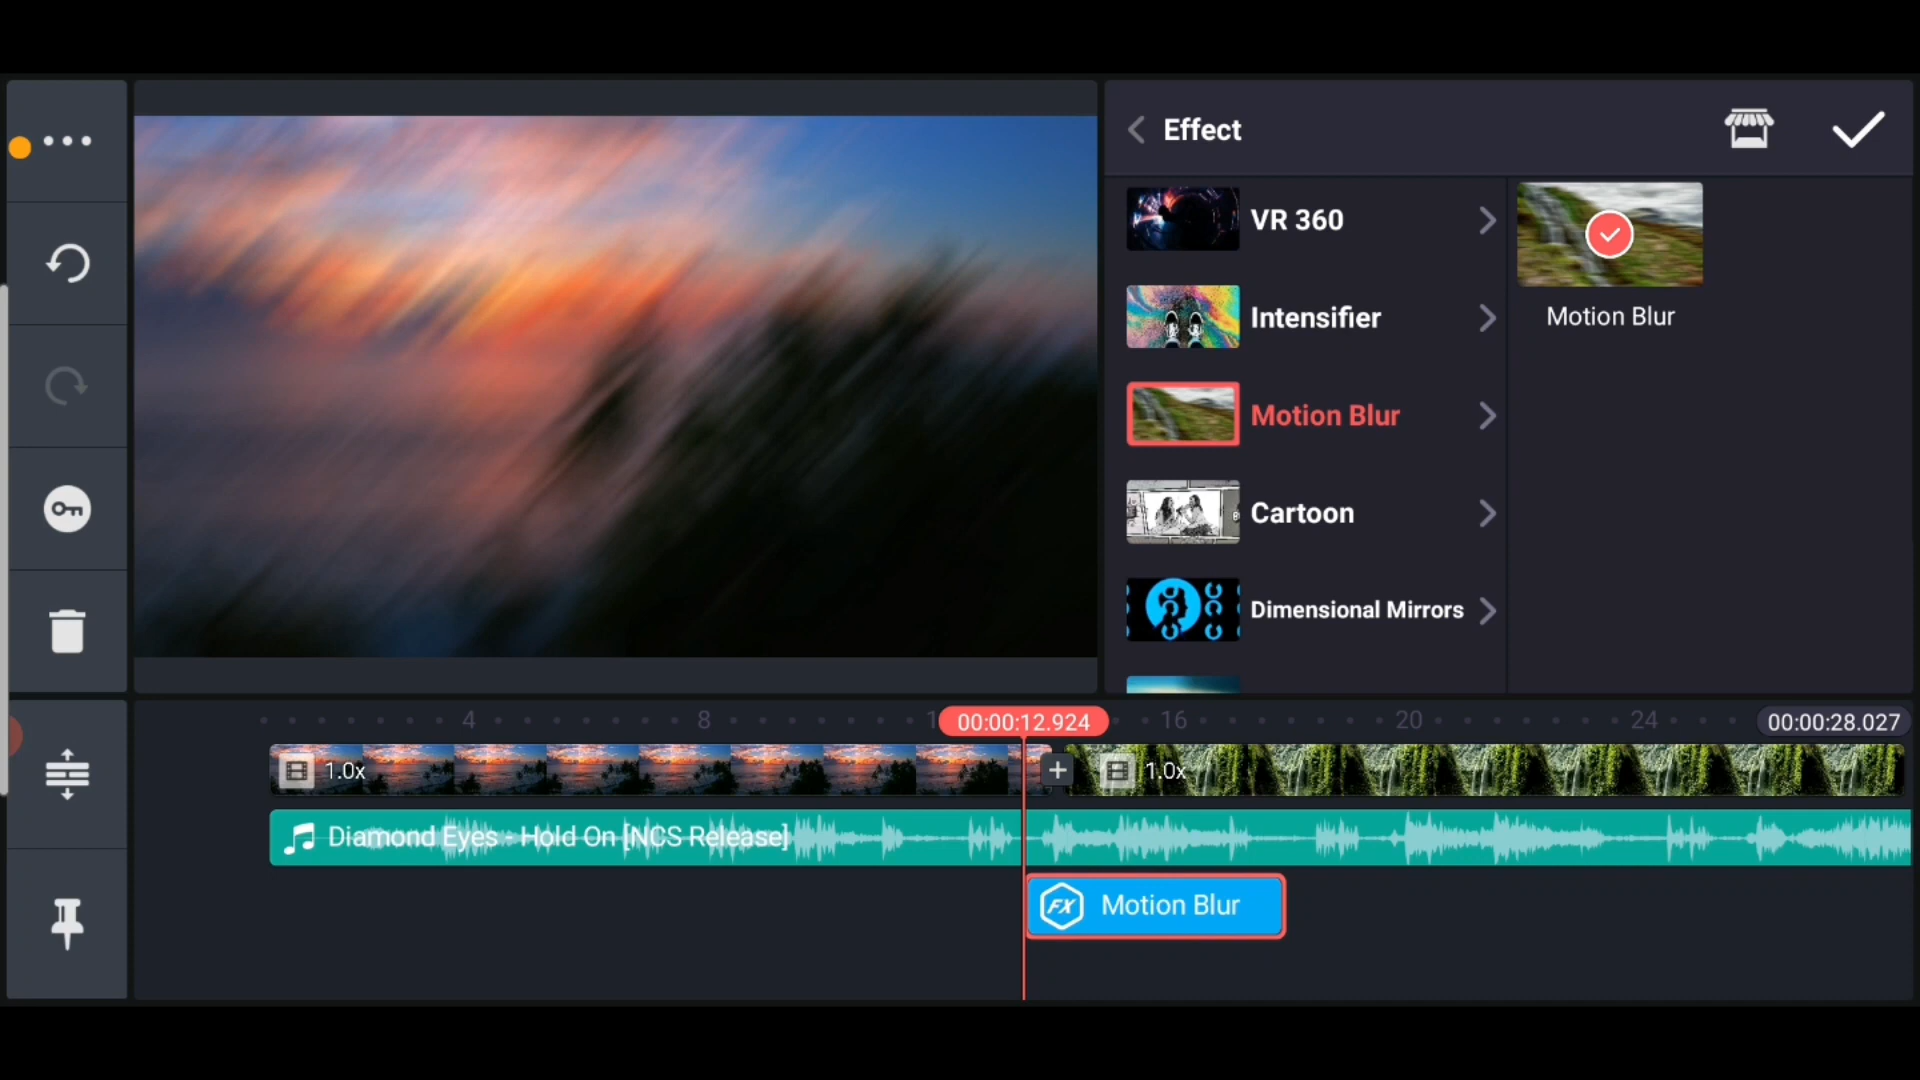 Effect
VR 360
Intensifier
Motion Blur
Cartoon
Dimensional Mirrors
Motion Blur
4
8
00:00:12.924
16
20
24
00:00:28.027
1.0x
1.0x
Diamond Eyes - Hold On [NCS Release]
FX Motion Blur